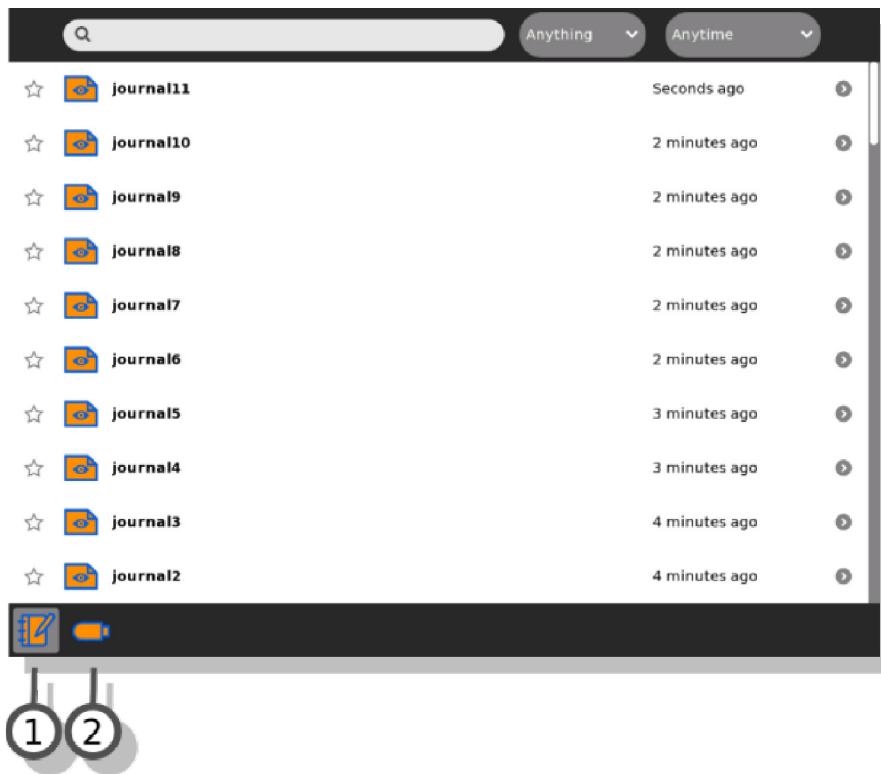 Anything Anytime
journal11 Seconds ago
journal10 2 minutes ago
journal9 2 minutes ago
journal8 2 minutes ago
journal7 2 minutes ago
journal6 2 minutes ago
journal5 3 minutes ago
journal4 3 minutes ago
journal3 4 minutes ago
journal2 4 minutes ago
1 2